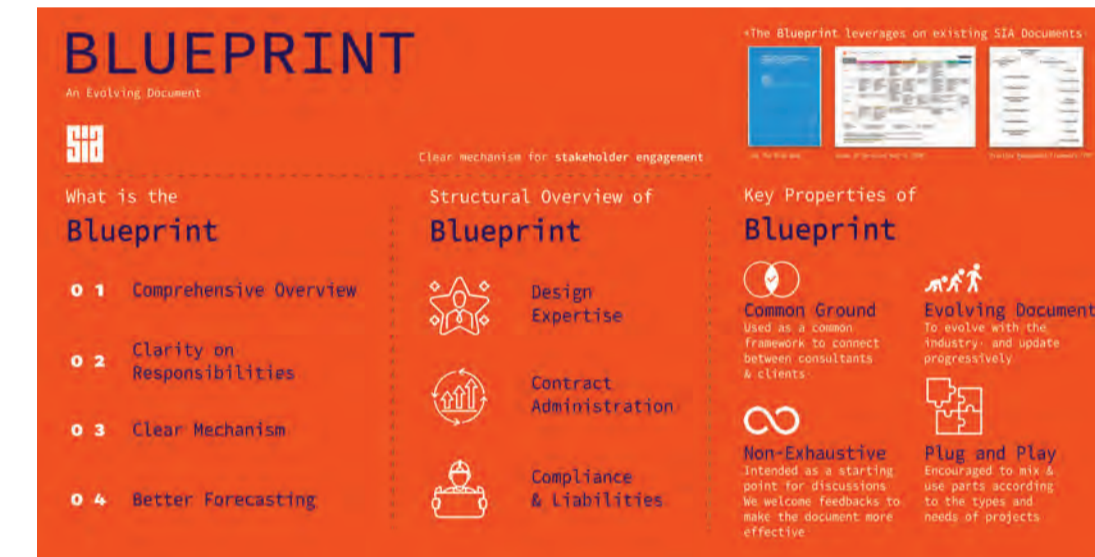 BLUEPRINT
An Evolving Document
sia
Clear mechanism for stakeholder engagement
<The Blueprint leverages on existing SIA Documents
What is the
Blueprint
01 Comprehensive Overview
02 Clarity on
Responsibilities
03 Clear Mechanism
04 Better Forecasting
Structural Overview of
Blueprint
Design
Expertise
Contract
Administration
Compliance
& Liabilities
Key Properties of
Blueprint
Common Ground
Used as a common
framework to connect
between consultants
& clients
Evolving Document
To evolve with the
industry and update
progressively
Non-Exhaustive
Intended as a starting
point for discussions
We welcome feedbacks to
make the document more
effective
Plug and Play
Encouraged to mix &
use parts according
to the types and
needs of projects